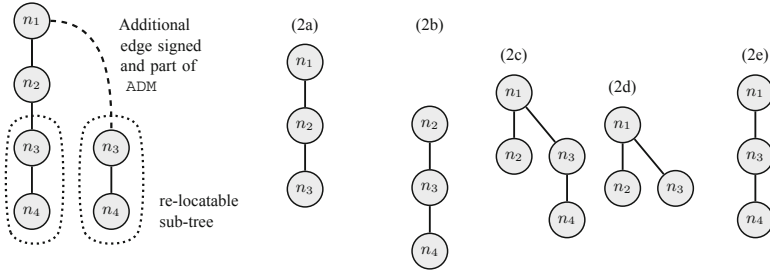 n1
n2
n3
n4
Additional
edge signed
and part of
ADM
n3
n4
re-locatable
sub-tree
(2a)
n1
n2
n3
(2b)
n2
n3
n4
(2c)
n1
n2 n3
n4
(2d)
n1
n2 n3
(2e)
n1
n3
n4